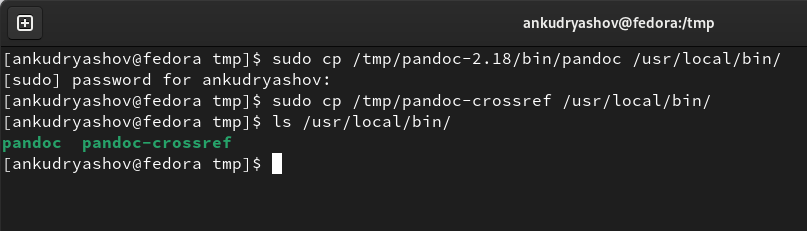 ankudryashov@fedora:/tmp
[ankudryashov@fedora tmp]$ sudo cp /tmp/pandoc-2.18/bin/pandoc /usr/local/bin/
[sudo] password for ankudryashov:
[ankudryashov@fedora tmp]$ sudo cp /tmp/pandoc-crossref /usr/local/bin/
[ankudryashov@fedora tmp]$ ls /usr/local/bin/
pandoc  pandoc-crossref
[ankudryashov@fedora tmp]$